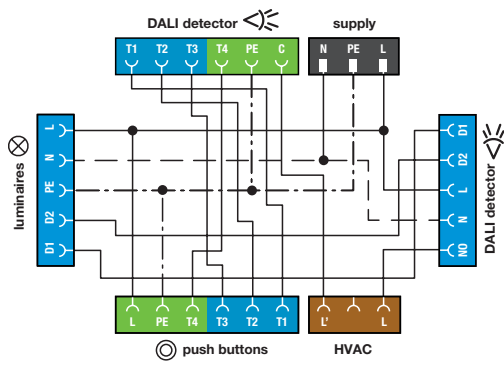 DALI detector
supply
T1 T2 T3 T4 PE C
N PE L
luminaires
L
N
PE
D2
D1
D1
D2
L
N
NO
DALI detector
L PE T4 T3 T2 T1
L' L
push buttons
HVAC